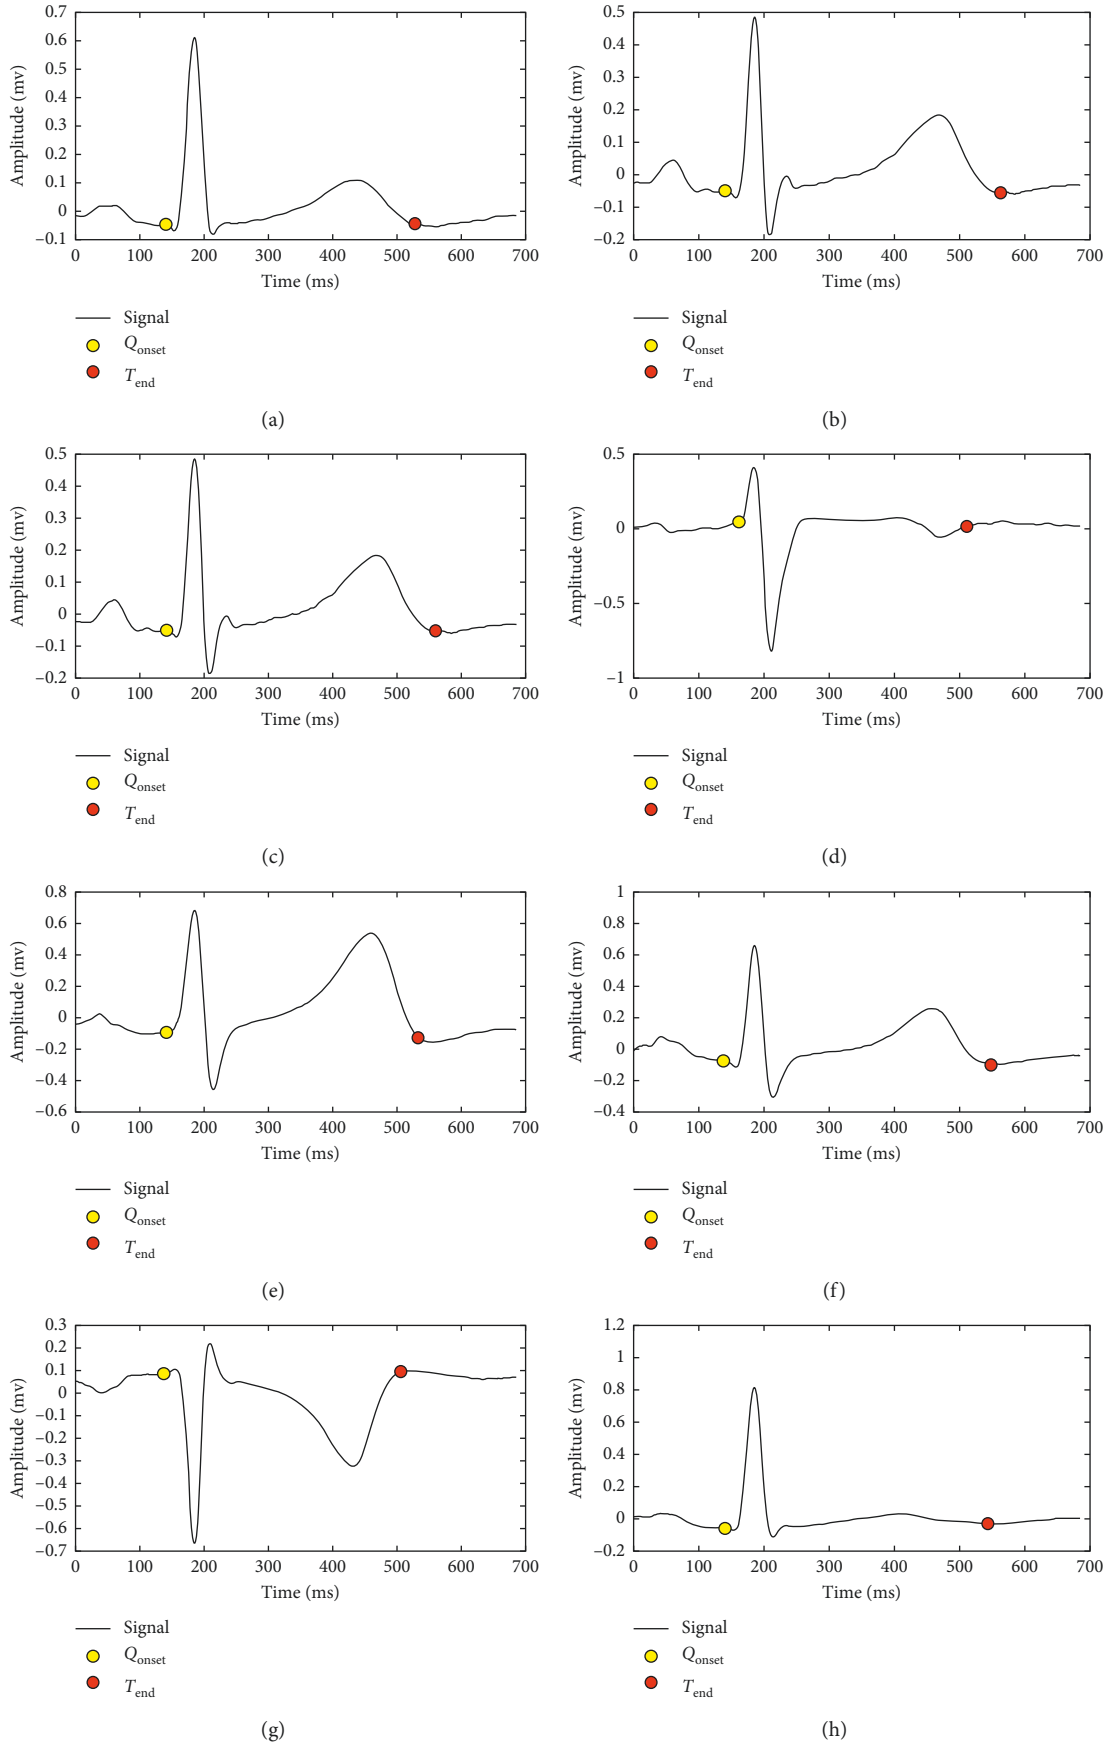 0.7
0.6
0.5
0.4
0.3
0.2
0.1
0
−0.1
Amplitude (mv)
0 100 200 300 400 500 600 700
Time (ms)
Signal
Qonset
Tend
(a)
0.5
0.4
0.3
0.2
0.1
0
−0.1
−0.2
Amplitude (mv)
0 100 200 300 400 500 600 700
Time (ms)
Signal
Qonset
Tend
(b)
0.5
0.4
0.3
0.2
0.1
0
−0.1
−0.2
Amplitude (mv)
0 100 200 300 400 500 600 700
Time (ms)
Signal
Qonset
Tend
(c)
0.5
0
−0.5
−1
Amplitude (mv)
0 100 200 300 400 500 600 700
Time (ms)
Signal
Qonset
Tend
(d)
0.8
0.6
0.4
0.2
0
−0.2
−0.4
−0.6
Amplitude (mv)
0 100 200 300 400 500 600 700
Time (ms)
Signal
Qonset
Tend
(e)
1
0.8
0.6
0.4
0.2
0
−0.2
−0.4
Amplitude (mv)
0 100 200 300 400 500 600 700
Time (ms)
Signal
Qonset
Tend
(f)
0.3
0.2
0.1
0
−0.1
−0.2
−0.3
−0.4
−0.5
−0.6
−0.7
Amplitude (mv)
0 100 200 300 400 500 600 700
Time (ms)
Signal
Qonset
Tend
(g)
1.2
1
0.8
0.6
0.4
0.2
0
−0.2
Amplitude (mv)
0 100 200 300 400 500 600 700
Time (ms)
Signal
Qonset
Tend
(h)